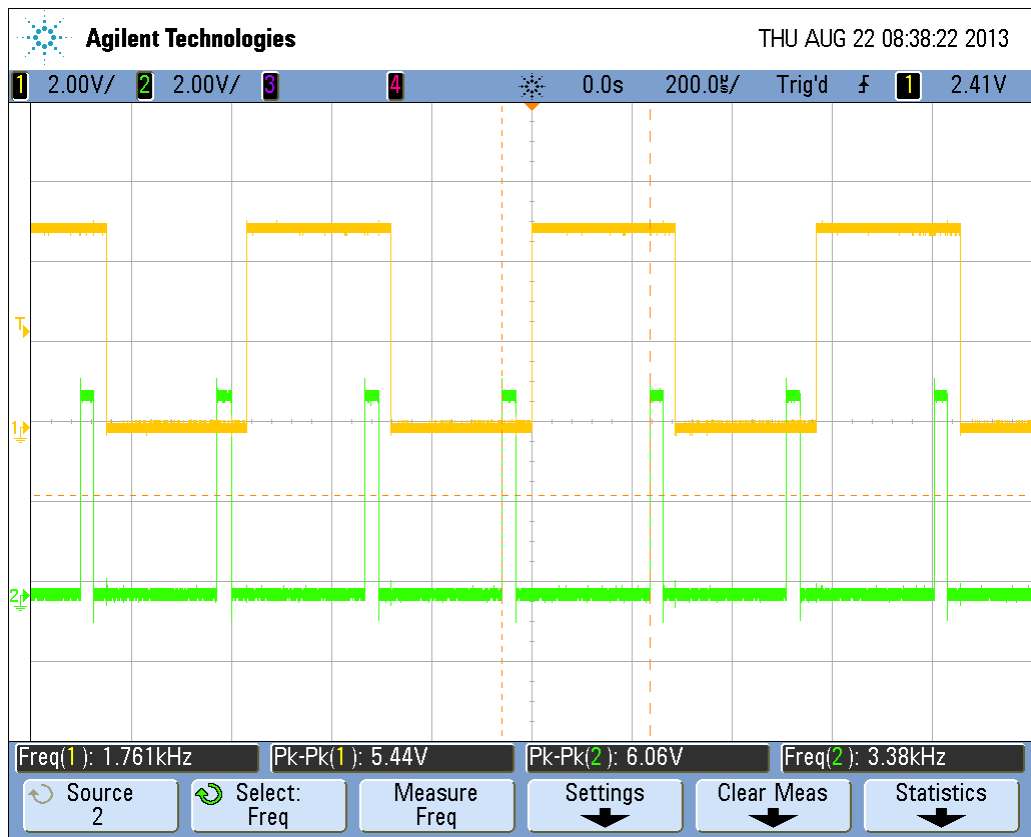 Agilent Technologies THU AUG 22 08:38:22 2013
1 2.00V/ 2 2.00V/ 3 4 0.0s 200.0µs/ Trig'd 1 2.41V
T
1
2
Freq(1): 1.761kHz Pk-Pk(1): 5.44V Pk-Pk(2): 6.06V Freq(2): 3.38kHz
Source Select: Measure Settings Clear Meas Statistics
2 Freq Freq